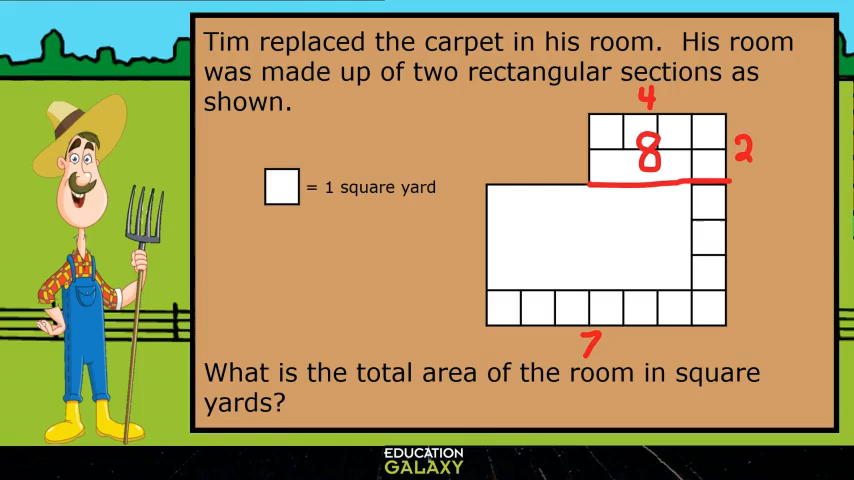 Tim replaced the carpet in his room. His room
was made up of two rectangular sections as
shown.
4
8
2
= 1 square yard
7
What is the total area of the room in square
yards?
EDUCATION
GALAXY